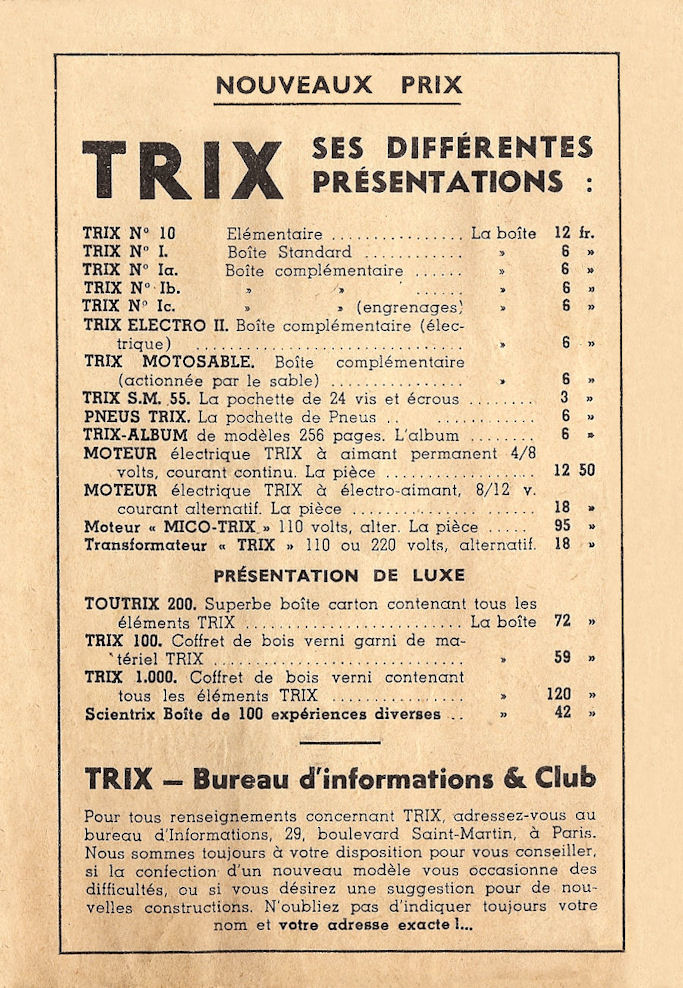 NOUVEAUX PRIX
TRIX SES DIFFÉRENTES
PRÉSENTATIONS :
TRIX Nº 10 Elémentaire ................ La boîte 12 fr.
TRIX Nº I. Boîte Standard ............ » 6 »
TRIX Nº Ia. Boîte complémentaire ...... » 6 »
TRIX Nº Ib. » » ...... » 6 »
TRIX Nº Ic. » » (engrenages) » 6 »
TRIX ELECTRO II. Boîte complémentaire (élec-
trique) ................................ » 6 »
TRIX MOTOSABLE. Boîte complémentaire
(actionnée par le sable) ................ » 6 »
TRIX S.M. 55. La pochette de 24 vis et écrous ........ 3 »
PNEUS TRIX. La pochette de Pneus .. ............ 6 »
TRIX-ALBUM de modèles 256 pages. L'album ........ 6 »
MOTEUR électrique TRIX à aimant permanent 4/8
volts, courant continu. La pièce .................. 12 50
MOTEUR électrique TRIX à électro-aimant, 8/12 v.
courant alternatif. La pièce ...................... 18 »
Moteur « MICO-TRIX » 110 volts, alter. La pièce ..... 95 »
Transformateur « TRIX » 110 ou 220 volts, alternatif. 18 »
PRÉSENTATION DE LUXE
TOUTRIX 200. Superbe boîte carton contenant tous les
éléments TRIX .......................... La boîte 72 »
TRIX 100. Coffret de bois verni garni de ma-
tériel TRIX .............................. » 59 »
TRIX 1.000. Coffret de bois verni contenant
tous les éléments TRIX ................ » 120 »
Scientrix Boîte de 100 expériences diverses .. » 42 »
TRIX — Bureau d'informations & Club
Pour tous renseignements concernant TRIX, adressez-vous au
bureau d'Informations, 29, boulevard Saint-Martin, à Paris.
Nous sommes toujours à votre disposition pour vous conseiller,
si la confection d'un nouveau modèle vous occasionne des
difficultés, ou si vous désirez une suggestion pour de nou-
velles constructions. N'oubliez pas d'indiquer toujours votre
nom et votre adresse exacte !...